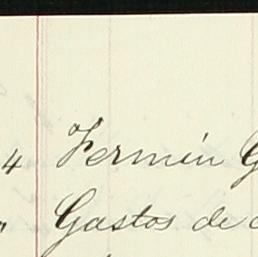 4 Fermín G
" Gastos de